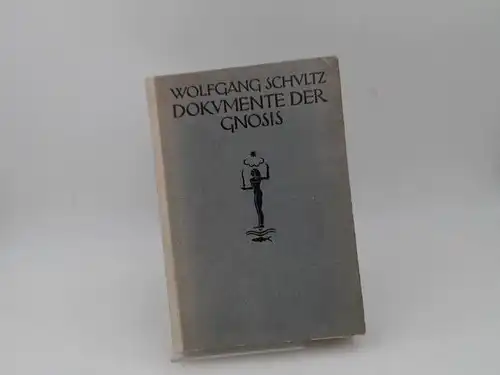 WOLFGANG SCHVLTZ
DOKVMENTE DER
GNOSIS